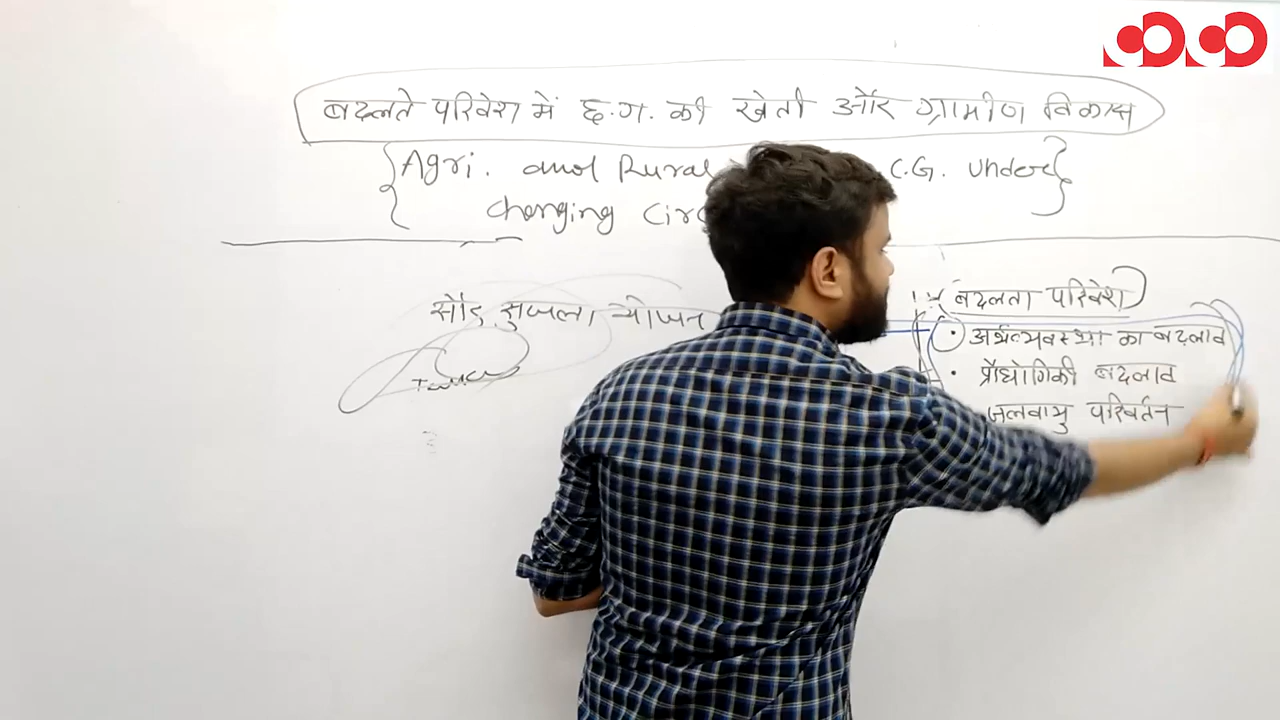 बदलते परिवेश में छ.ग. की खेती और ग्रामीण विकास
{Agri. and Rural C.G. Under}
changing Circ
सौर सुजला योजन
बदलता परिवेश
• अर्थव्यवस्था का बदलाव
• प्रौद्योगिकी बदलाव
जलवायु परिवर्तन